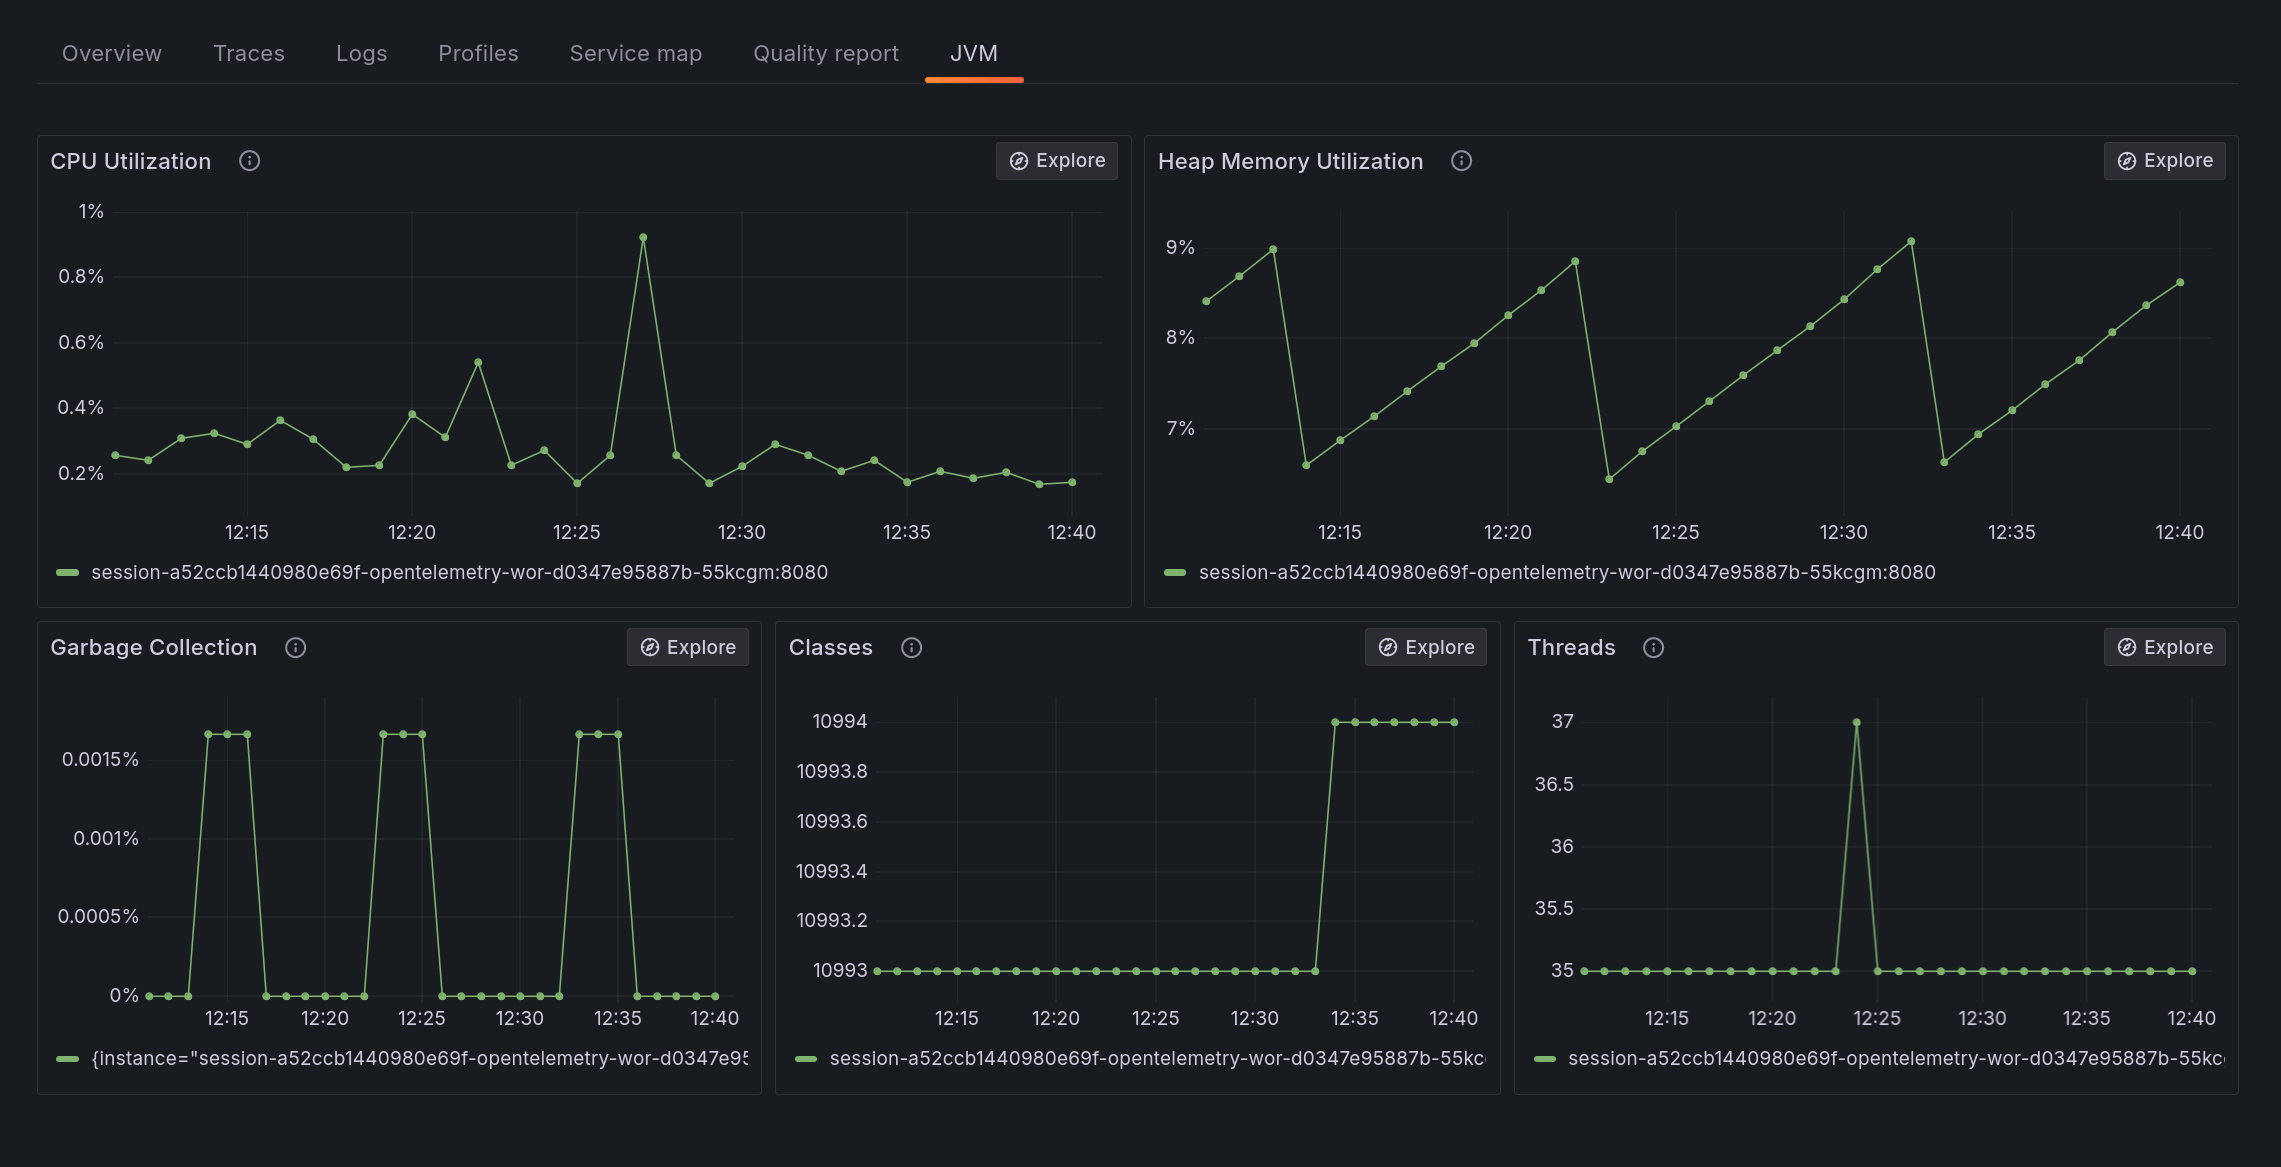 Overview Traces Logs Profiles Service map Quality report JVM
CPU Utilization Explore
1%
0.8%
0.6%
0.4%
0.2%
12:15 12:20 12:25 12:30 12:35 12:40
session-a52ccb1440980e69f-opentelemetry-wor-d0347e95887b-55kcgm:8080
Heap Memory Utilization Explore
9%
8%
7%
12:15 12:20 12:25 12:30 12:35 12:40
session-a52ccb1440980e69f-opentelemetry-wor-d0347e95887b-55kcgm:8080
Garbage Collection Explore
0.0015%
0.001%
0.0005%
0%
12:15 12:20 12:25 12:30 12:35 12:40
{instance="session-a52ccb1440980e69f-opentelemetry-wor-d0347e95
Classes Explore
10994
10993.8
10993.6
10993.4
10993.2
10993
12:15 12:20 12:25 12:30 12:35 12:40
session-a52ccb1440980e69f-opentelemetry-wor-d0347e95887b-55kc
Threads Explore
37
36.5
36
35.5
35
12:15 12:20 12:25 12:30 12:35 12:40
session-a52ccb1440980e69f-opentelemetry-wor-d0347e95887b-55kc